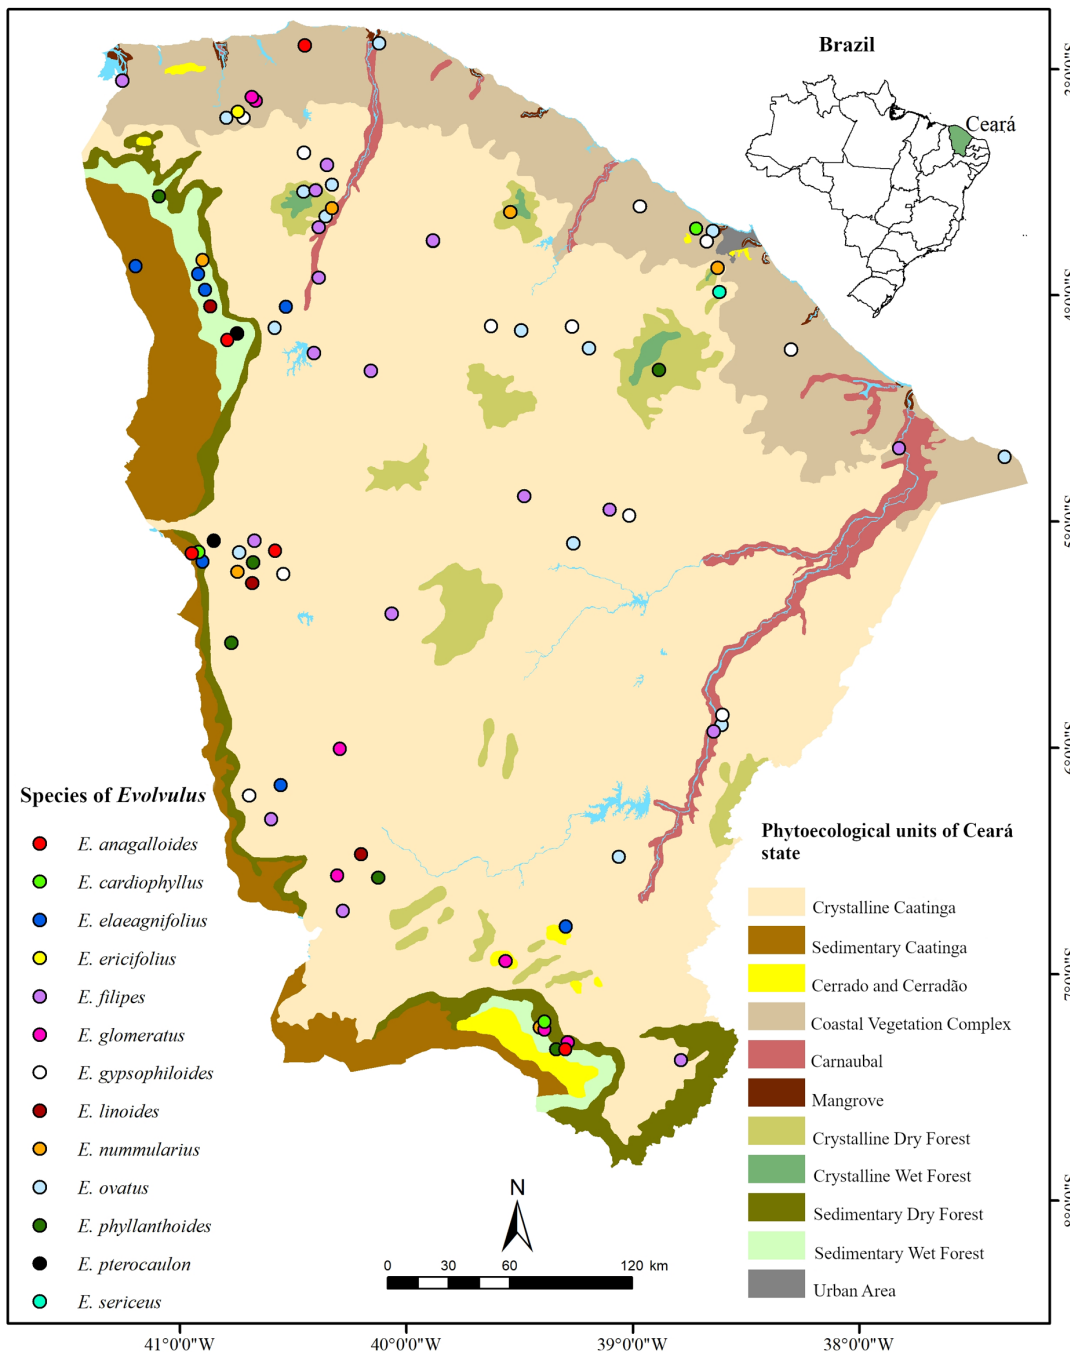 Brazil
Ceará
Species of Evolvulus
E. anagalloides
E. cardiophyllus
E. elaeagnifolius
E. ericifolius
E. filipes
E. glomeratus
E. gypsophiloides
E. linoides
E. nummularius
E. ovatus
E. phyllanthoides
E. pterocaulon
E. sericeus
Phytoecological units of Ceará
state
Crystalline Caatinga
Sedimentary Caatinga
Cerrado and Cerradão
Coastal Vegetation Complex
Carnaubal
Mangrove
Crystalline Dry Forest
Crystalline Wet Forest
Sedimentary Dry Forest
Sedimentary Wet Forest
Urban Area
N
0 30 60 120 km
41°0'0"W 40°0'0"W 39°0'0"W 38°0'0"W